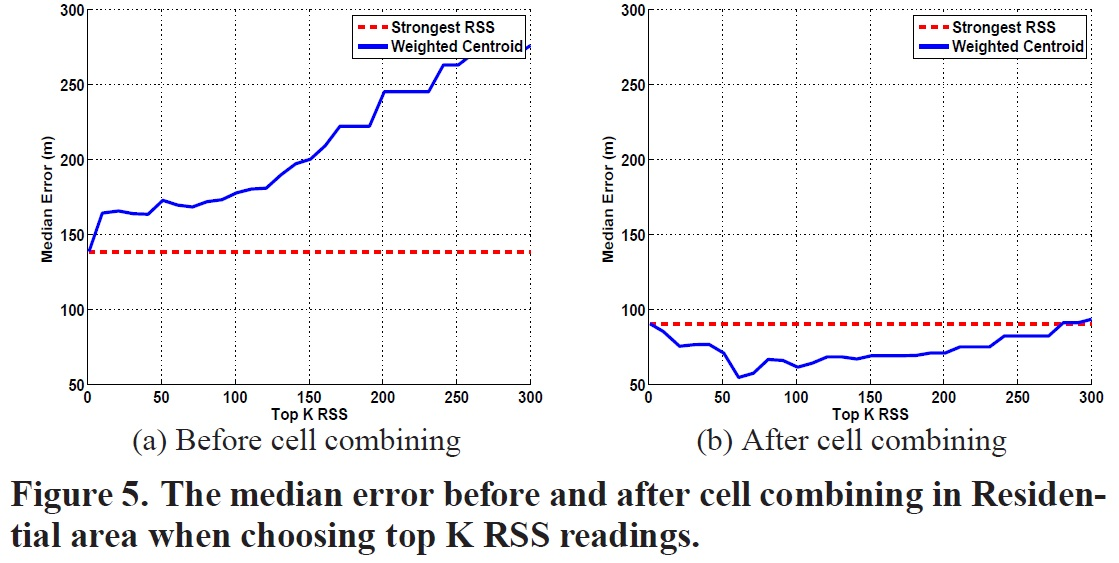 300
250
200
150
100
50
Median Error (m)
Strongest RSS
Weighted Centroid
0 50 100 150 200 250 300
Top K RSS
(a) Before cell combining
300
250
200
150
100
50
Median Error (m)
Strongest RSS
Weighted Centroid
0 50 100 150 200 250 300
Top K RSS
(b) After cell combining
Figure 5. The median error before and after cell combining in Residen-
tial area when choosing top K RSS readings.